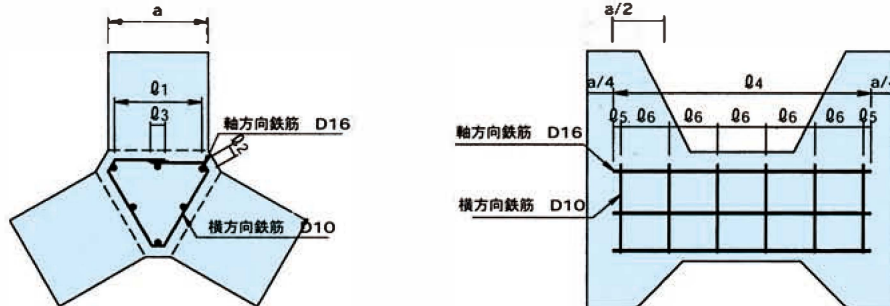 a
ℓ1
ℓ3
ℓ2
軸方向鉄筋 D16
横方向鉄筋 D10
a/2
a/4 ℓ4 a/4
ℓ5 ℓ6 ℓ6 ℓ6 ℓ6 ℓ6 ℓ5
軸方向鉄筋 D16
横方向鉄筋 D10